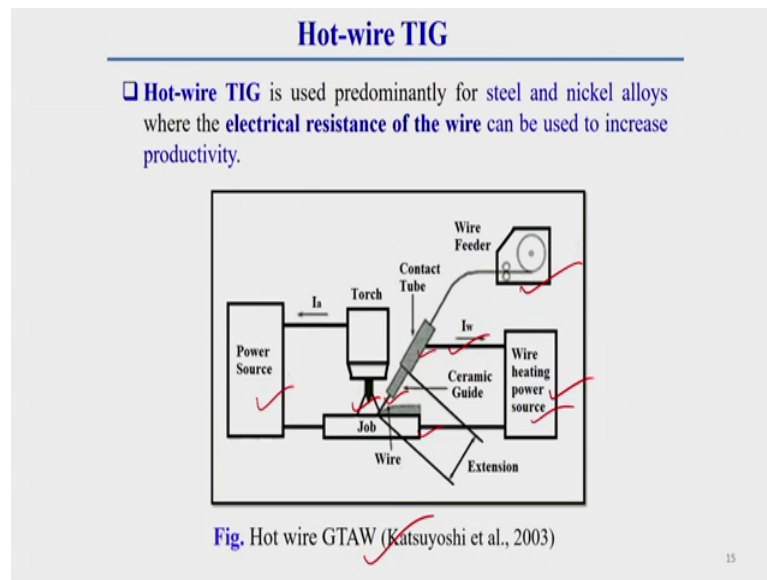 Hot-wire TIG
❑ Hot-wire TIG is used predominantly for steel and nickel alloys
where the electrical resistance of the wire can be used to increase
productivity.
Wire
Feeder
Contact
Tube
Ia
Torch
Iw
Power
Source
Wire
heating
power
source
Ceramic
Guide
Job
Wire
Extension
Fig. Hot wire GTAW (Katsuyoshi et al., 2003)
15